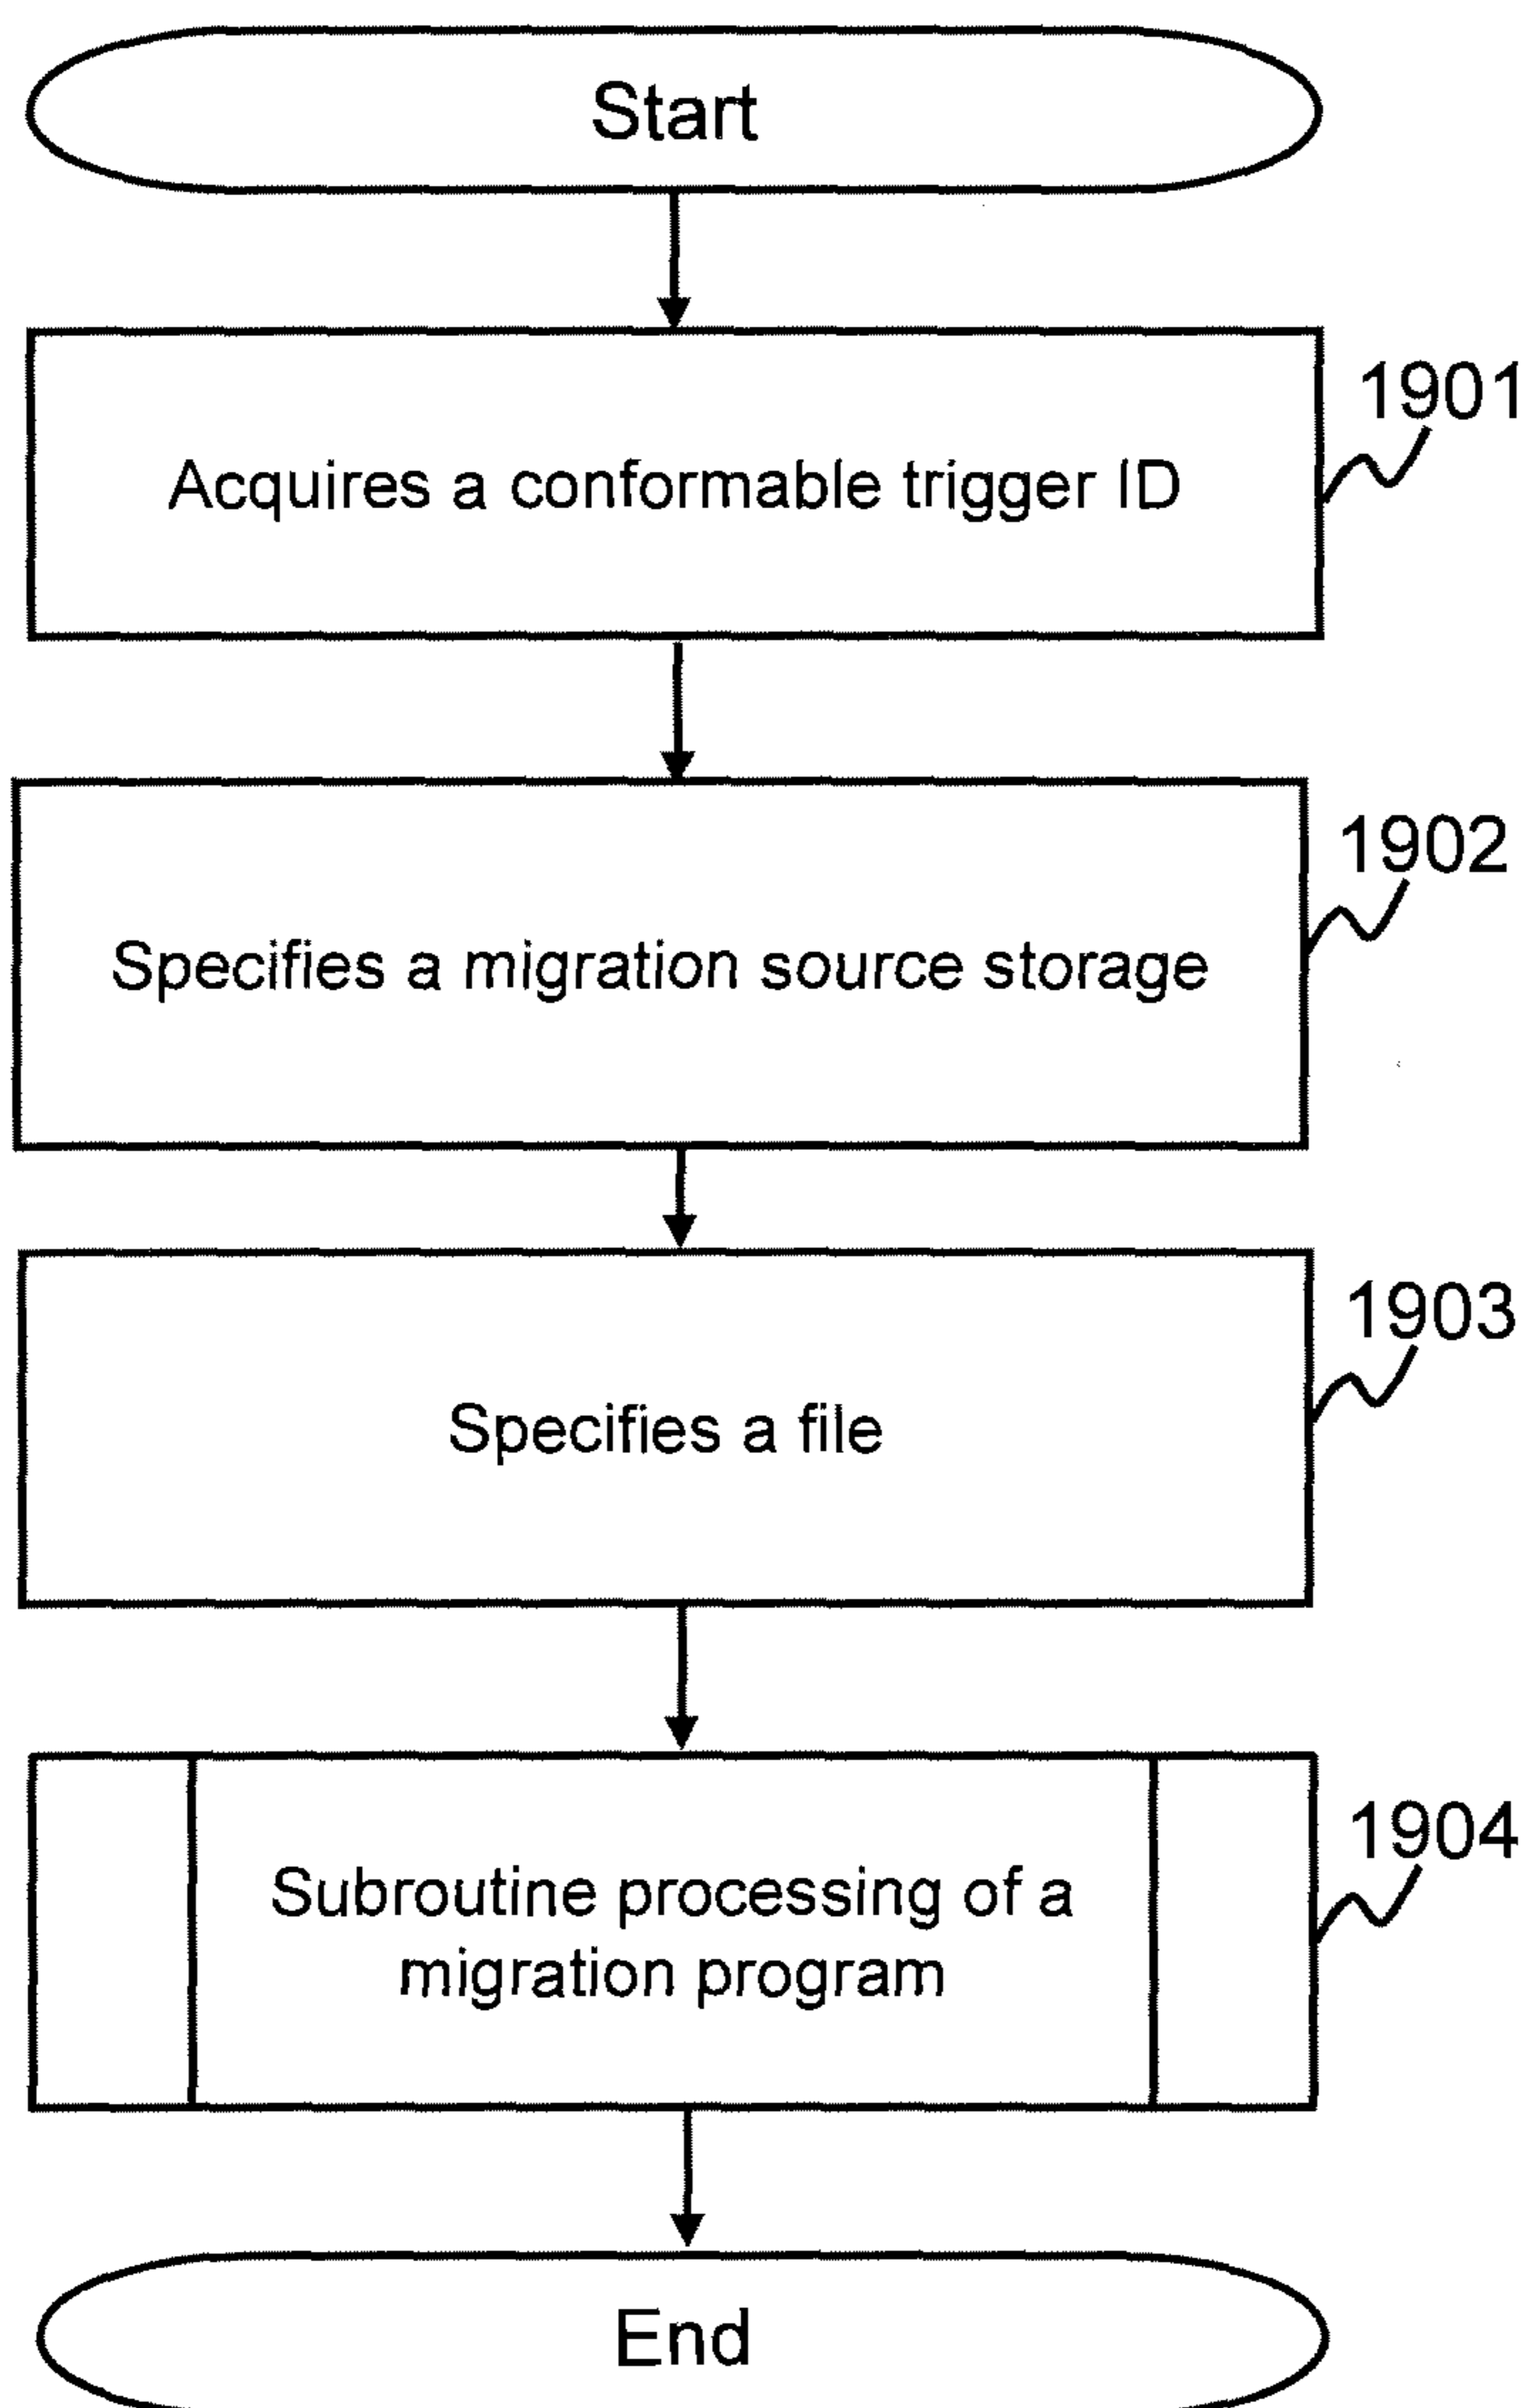 Start
1901
Acquires a conformable trigger ID
1902
Specifies a migration source storage
1903
Specifies a file
1904
Subroutine processing of a
migration program
End